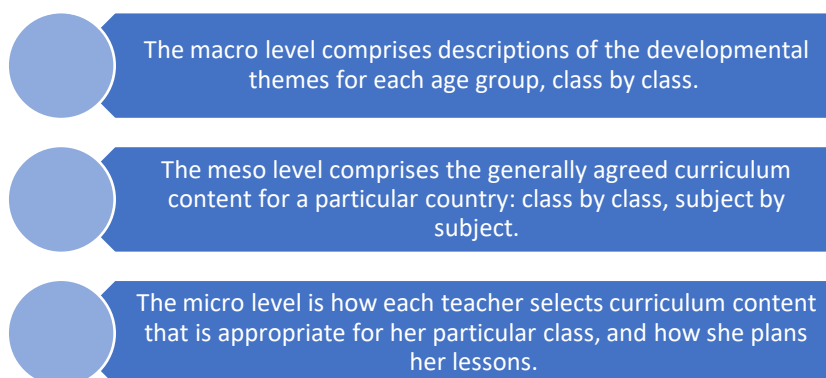 The macro level comprises descriptions of the developmental
themes for each age group, class by class.
The meso level comprises the generally agreed curriculum
content for a particular country: class by class, subject by
subject.
The micro level is how each teacher selects curriculum content
that is appropriate for her particular class, and how she plans
her lessons.